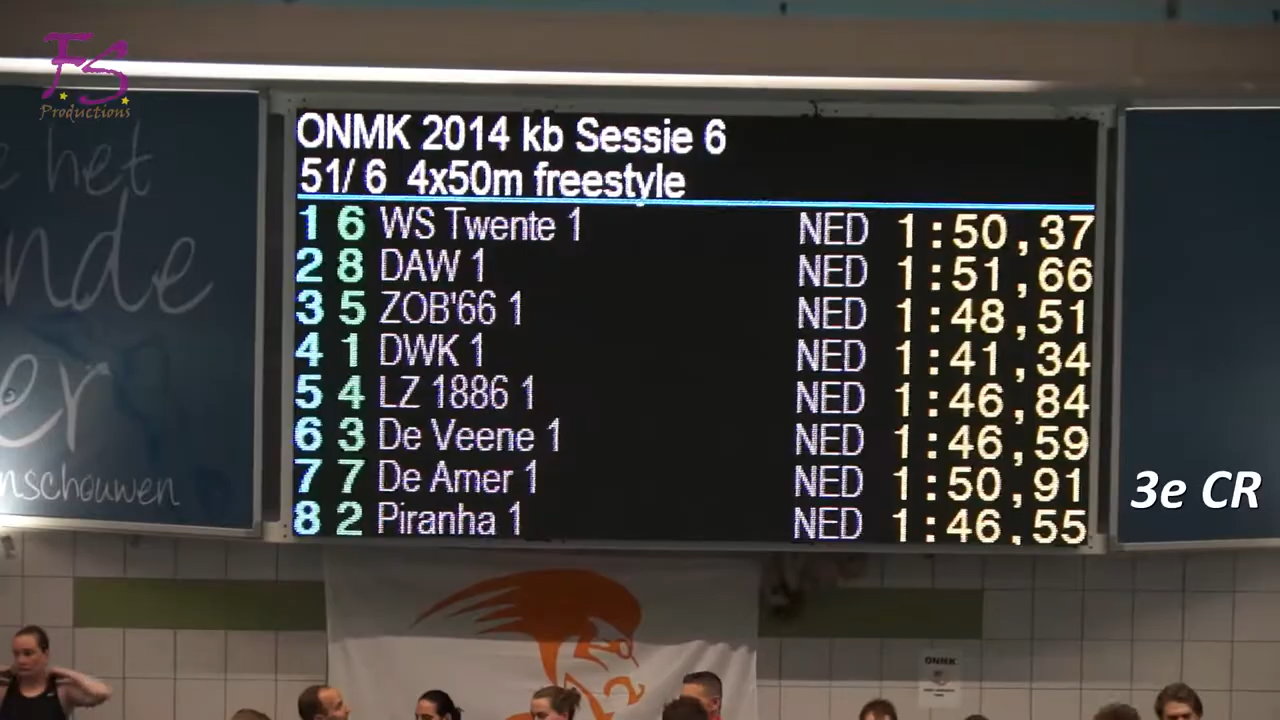 FS
Productions
ONMK 2014 kb Sessie 6
51/ 6 4x50m freestyle
1 6 WS Twente 1 NED 1:50,37
2 8 DAW 1 NED 1:51,66
3 5 ZOB'66 1 NED 1:48,51
4 1 DWK 1 NED 1:41,34
5 4 LZ 1886 1 NED 1:46,84
6 3 De Veene 1 NED 1:46,59
7 7 De Amer 1 NED 1:50,91
8 2 Piranha 1 NED 1:46,55
het
nde
er
nschouwen
3e CR
ONMK